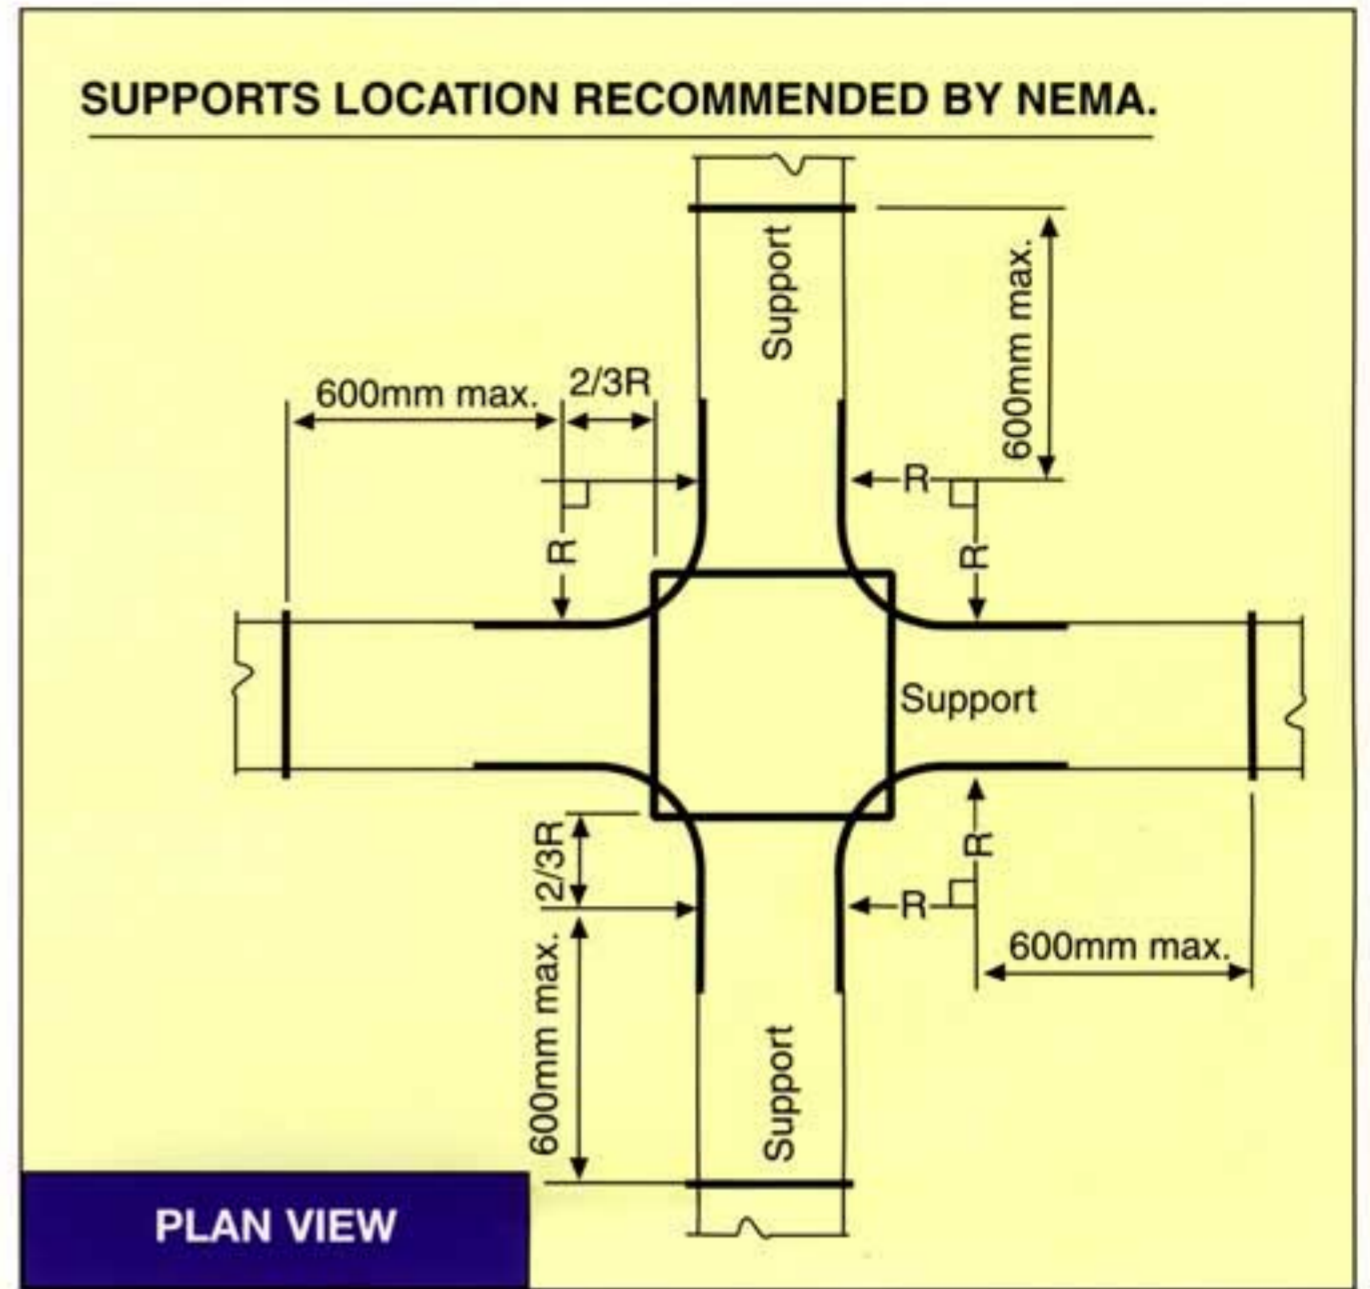 SUPPORTS LOCATION RECOMMENDED BY NEMA.
Support
600mm max.
600mm max.
2/3R
R
R
R
Support
2/3R
R
R
600mm max.
600mm max.
Support
PLAN VIEW